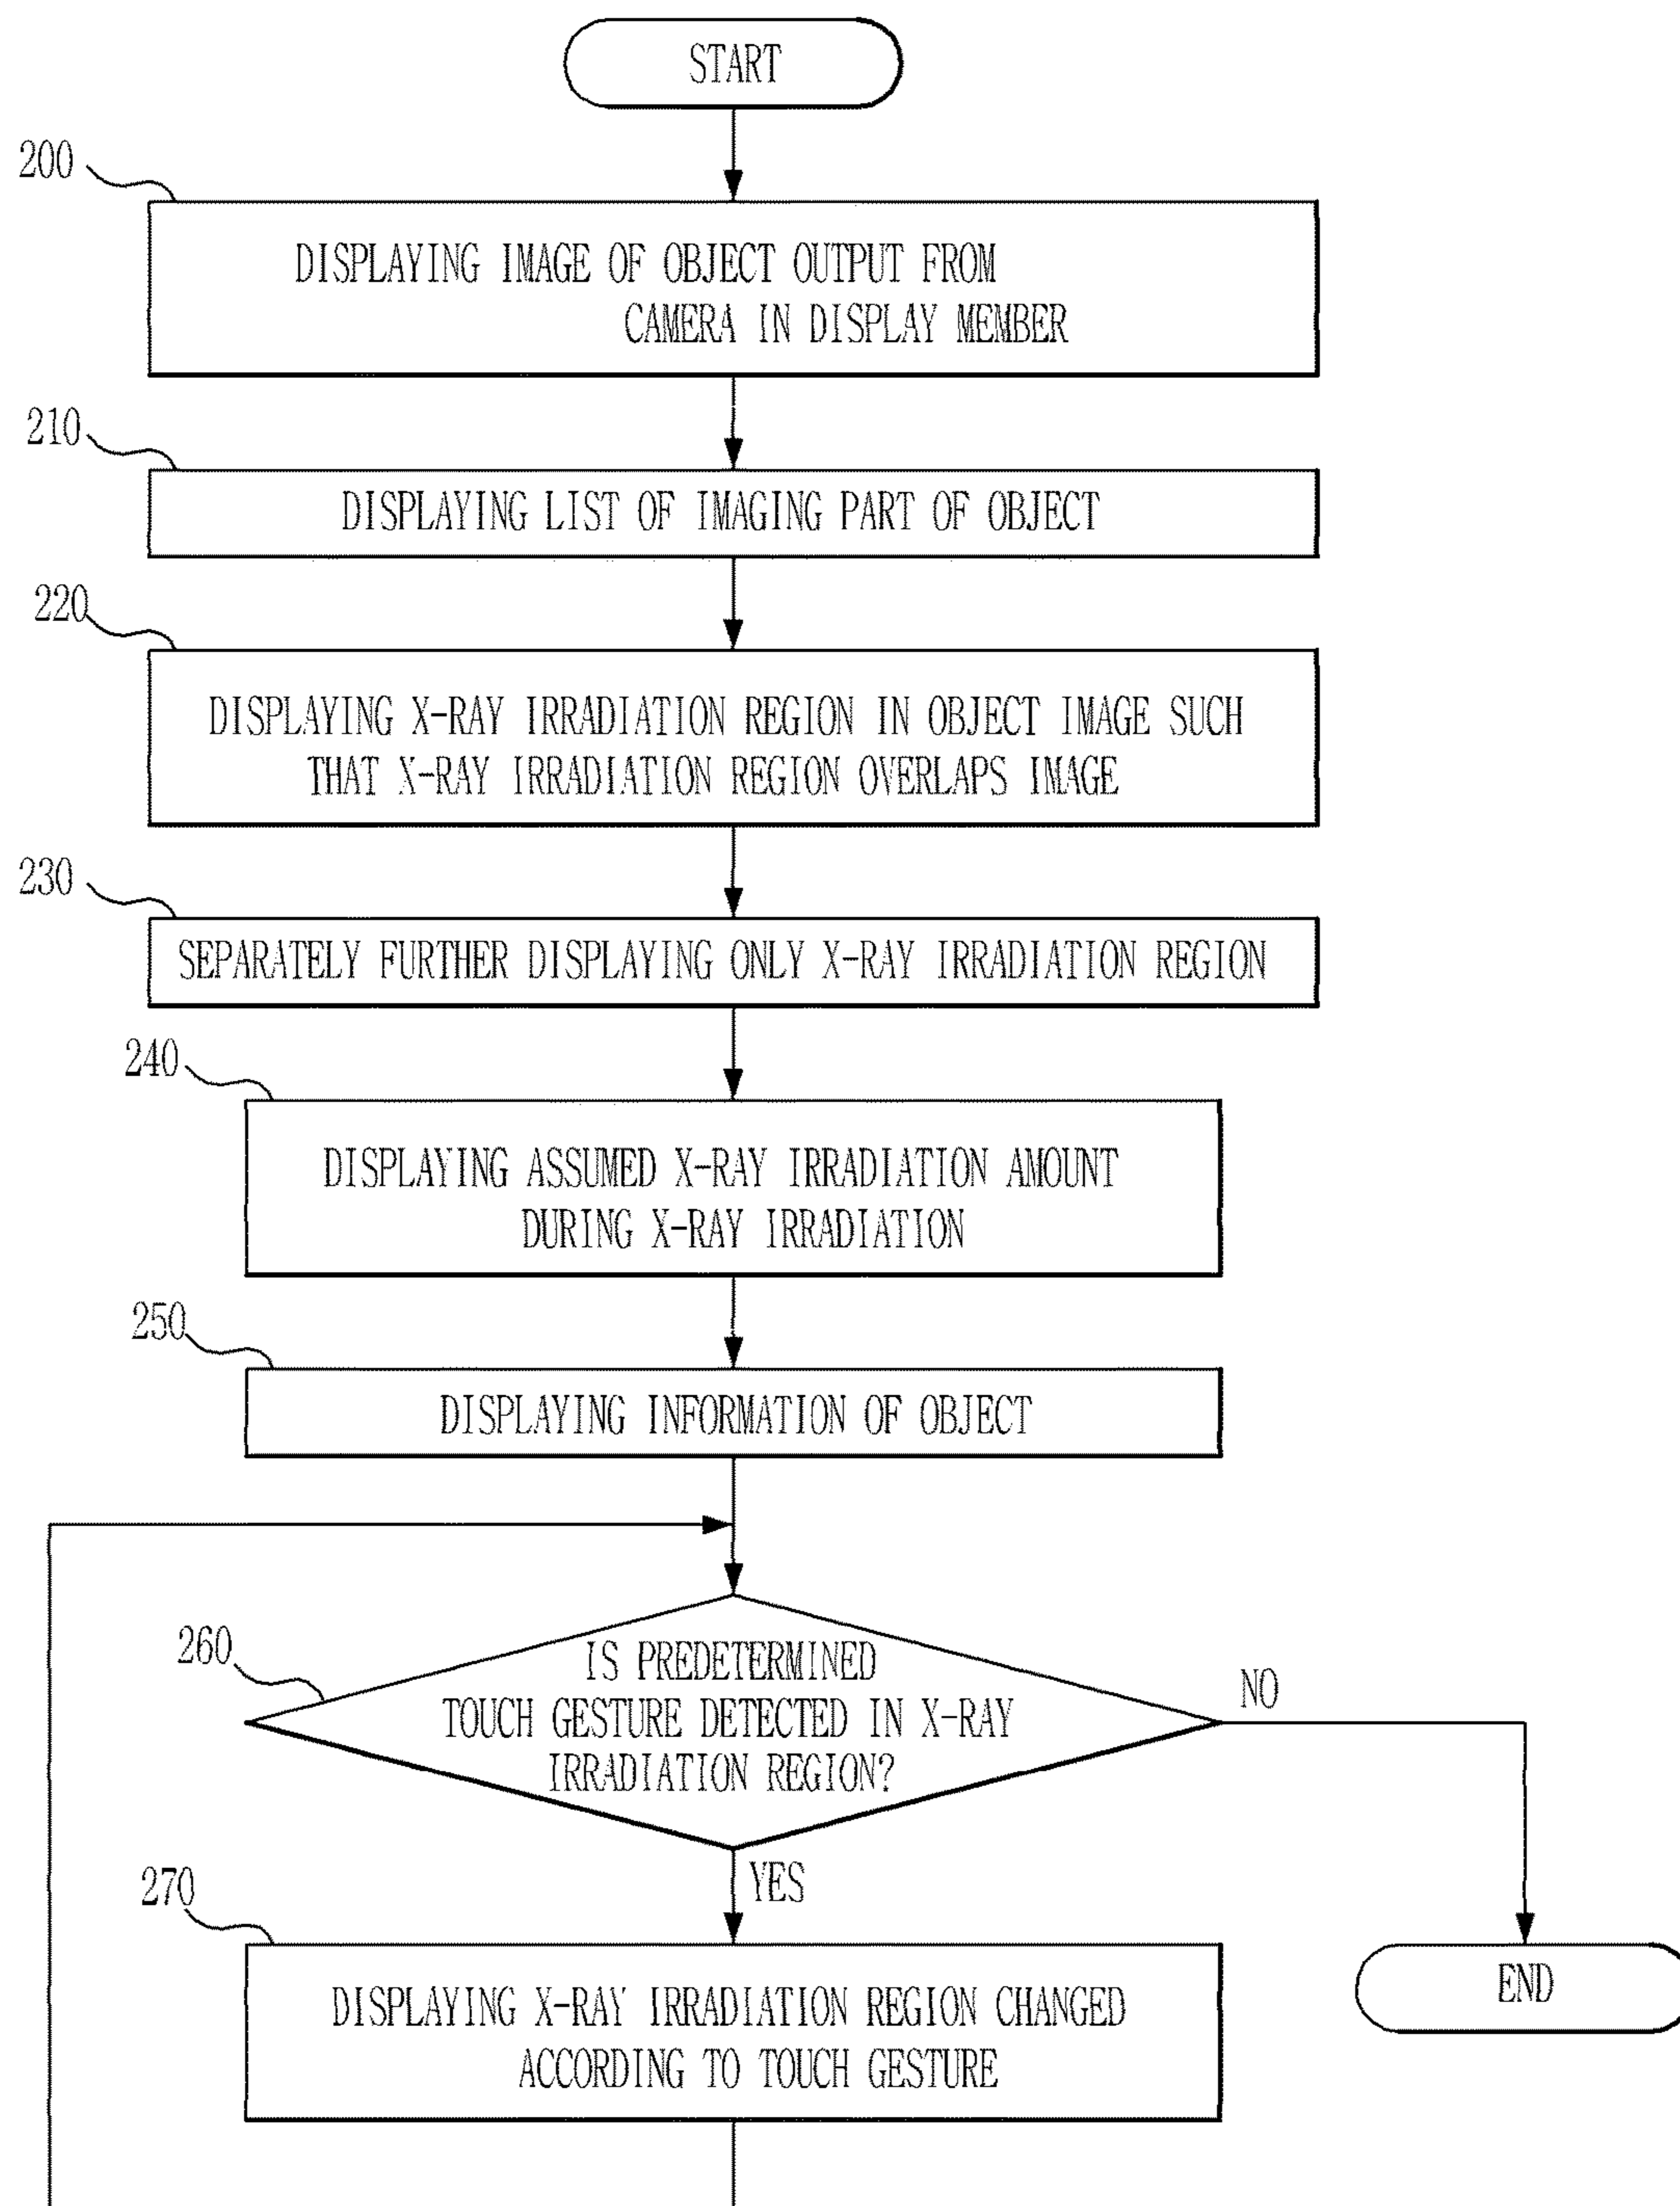 START
200
DISPLAYING IMAGE OF OBJECT OUTPUT FROM
CAMERA IN DISPLAY MEMBER
210
DISPLAYING LIST OF IMAGING PART OF OBJECT
220
DISPLAYING X-RAY IRRADIATION REGION IN OBJECT IMAGE SUCH
THAT X-RAY IRRADIATION REGION OVERLAPS IMAGE
230
SEPARATELY FURTHER DISPLAYING ONLY X-RAY IRRADIATION REGION
240
DISPLAYING ASSUMED X-RAY IRRADIATION AMOUNT
DURING X-RAY IRRADIATION
250
DISPLAYING INFORMATION OF OBJECT
260
IS PREDETERMINED
TOUCH GESTURE DETECTED IN X-RAY
IRRADIATION REGION?
NO
YES
270
DISPLAYING X-RAY IRRADIATION REGION CHANGED
ACCORDING TO TOUCH GESTURE
END